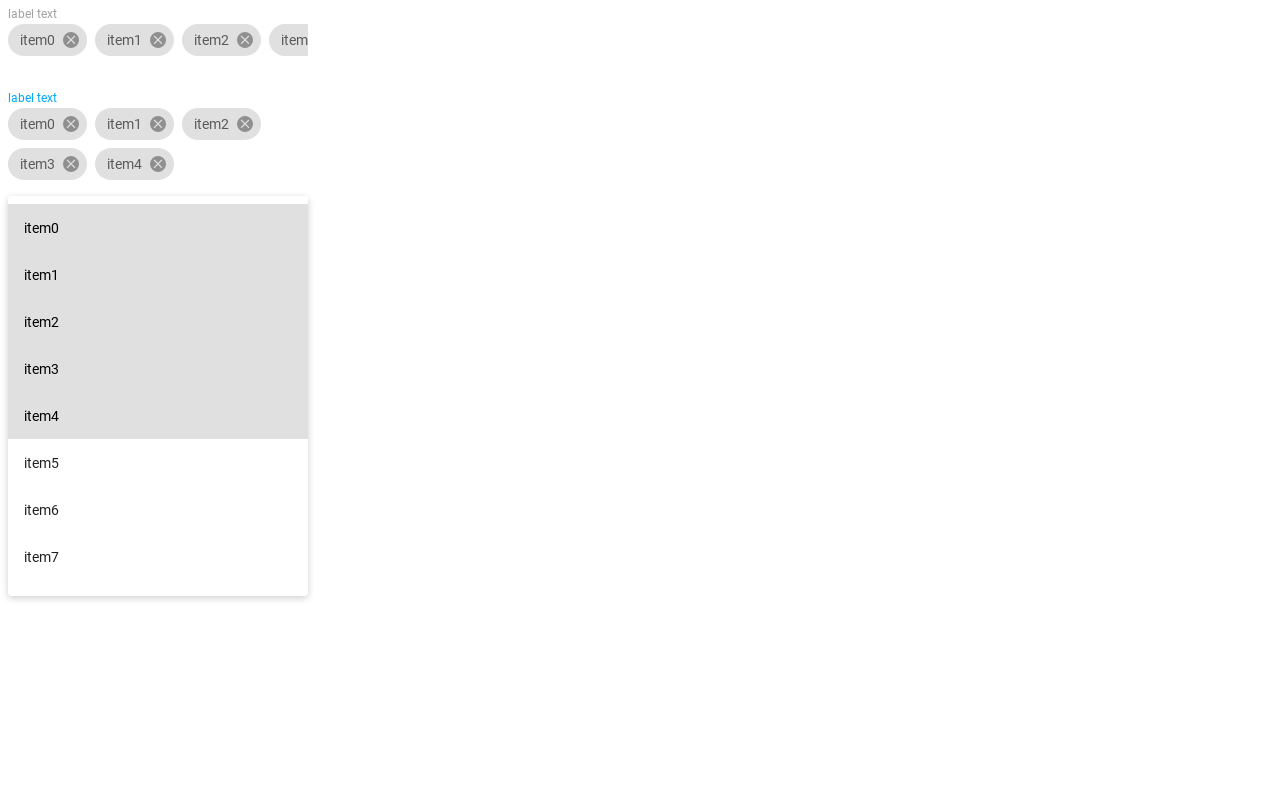 label text
item0 item1 item2 item
label text
item0 item1 item2
item3 item4
item0
item1
item2
item3
item4
item5
item6
item7